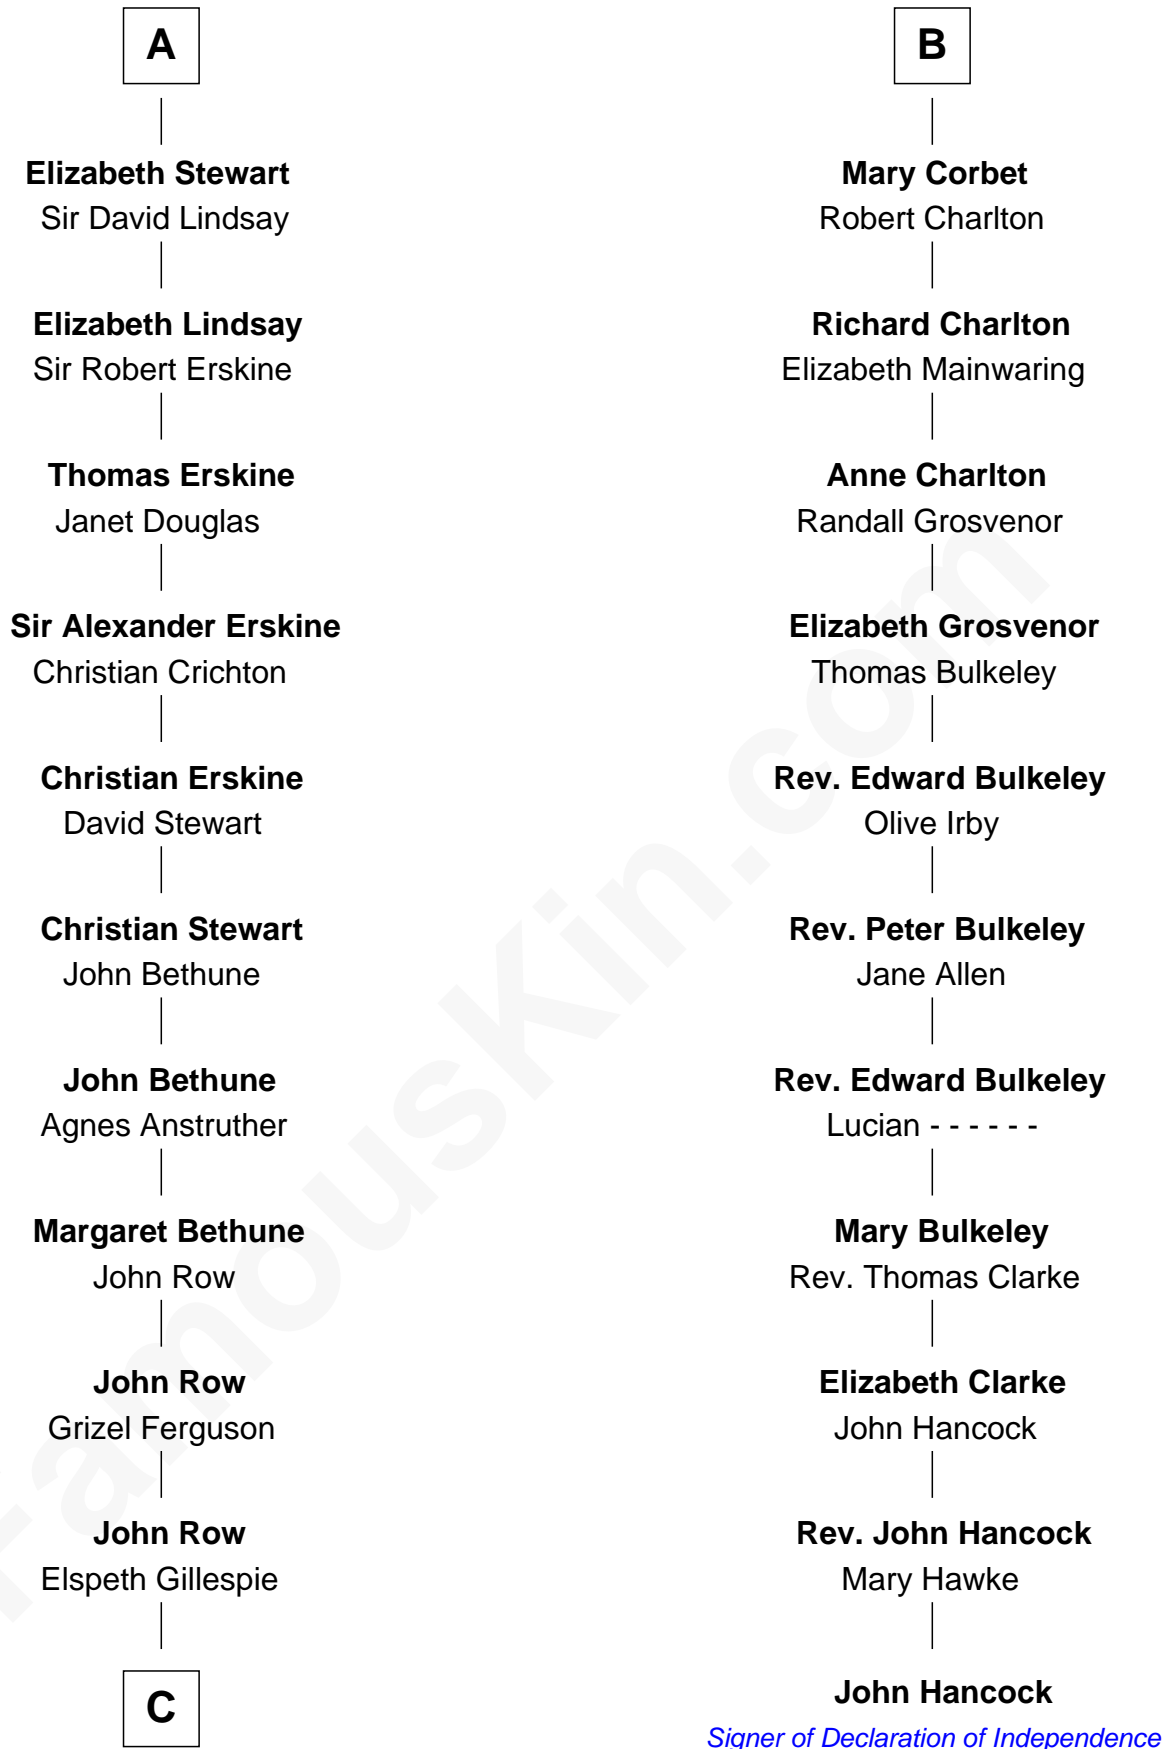 A
Elizabeth Stewart
Sir David Lindsay
Elizabeth Lindsay
Sir Robert Erskine
Thomas Erskine
Janet Douglas
Sir Alexander Erskine
Christian Crichton
Christian Erskine
David Stewart
Christian Stewart
John Bethune
John Bethune
Agnes Anstruther
Margaret Bethune
John Row
John Row
Grizel Ferguson
John Row
Elspeth Gillespie
C
B
Mary Corbet
Robert Charlton
Richard Charlton
Elizabeth Mainwaring
Anne Charlton
Randall Grosvenor
Elizabeth Grosvenor
Thomas Bulkeley
Rev. Edward Bulkeley
Olive Irby
Rev. Peter Bulkeley
Jane Allen
Rev. Edward Bulkeley
Lucian - - - - - -
Mary Bulkeley
Rev. Thomas Clarke
Elizabeth Clarke
John Hancock
Rev. John Hancock
Mary Hawke
John Hancock
Signer of Declaration of Independence
FamousKin.com